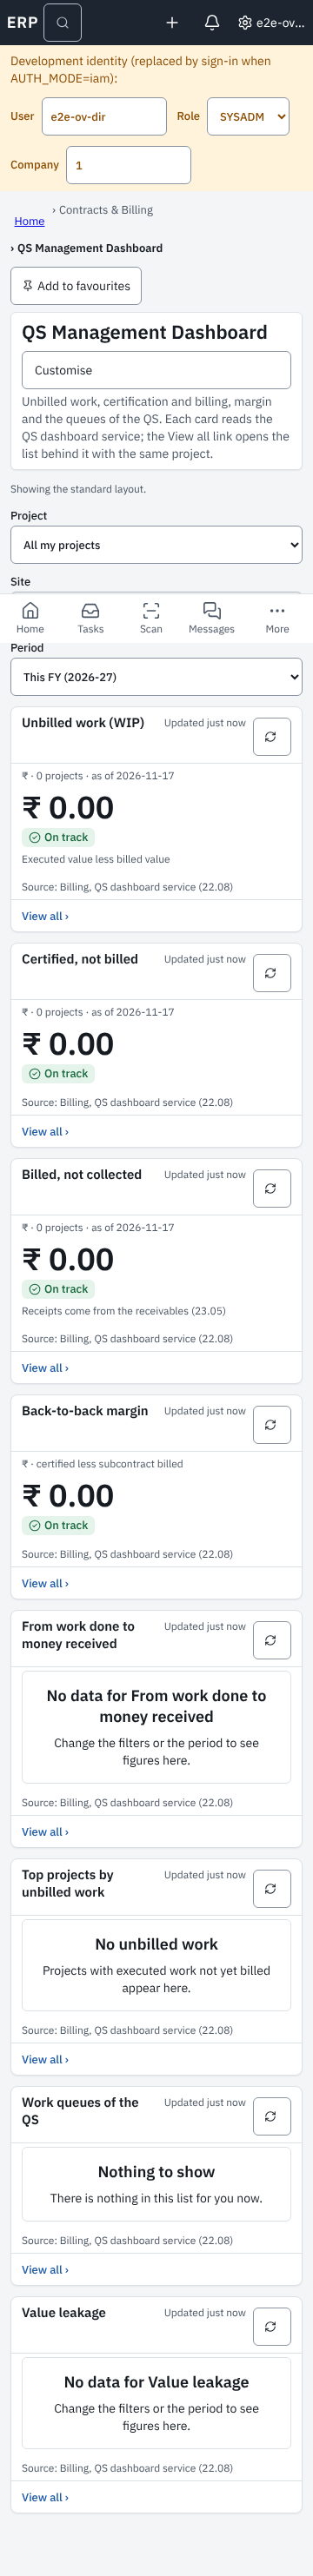 ERP
e2e-ov...
Development identity (replaced by sign-in when
AUTH_MODE=iam):
User
e2e-ov-dir
Role
SYSADM
Company
1
Home
› Contracts & Billing
› QS Management Dashboard
Add to favourites
QS Management Dashboard
Customise
Unbilled work, certification and billing, margin
and the queues of the QS. Each card reads the
QS dashboard service; the View all link opens the
list behind it with the same project.
Showing the standard layout.
Project
All my projects
Site
Home
Tasks
Scan
Messages
More
Period
This FY (2026-27)
Unbilled work (WIP)
Updated just now
₹ · 0 projects · as of 2026-11-17
₹ 0.00
On track
Executed value less billed value
Source: Billing, QS dashboard service (22.08)
View all ›
Certified, not billed
Updated just now
₹ · 0 projects · as of 2026-11-17
₹ 0.00
On track
Source: Billing, QS dashboard service (22.08)
View all ›
Billed, not collected
Updated just now
₹ · 0 projects · as of 2026-11-17
₹ 0.00
On track
Receipts come from the receivables (23.05)
Source: Billing, QS dashboard service (22.08)
View all ›
Back-to-back margin
Updated just now
₹ · certified less subcontract billed
₹ 0.00
On track
Source: Billing, QS dashboard service (22.08)
View all ›
From work done to
money received
Updated just now
No data for From work done to
money received
Change the filters or the period to see
figures here.
Source: Billing, QS dashboard service (22.08)
View all ›
Top projects by
unbilled work
Updated just now
No unbilled work
Projects with executed work not yet billed
appear here.
Source: Billing, QS dashboard service (22.08)
View all ›
Work queues of the
QS
Updated just now
Nothing to show
There is nothing in this list for you now.
Source: Billing, QS dashboard service (22.08)
View all ›
Value leakage
Updated just now
No data for Value leakage
Change the filters or the period to see
figures here.
Source: Billing, QS dashboard service (22.08)
View all ›